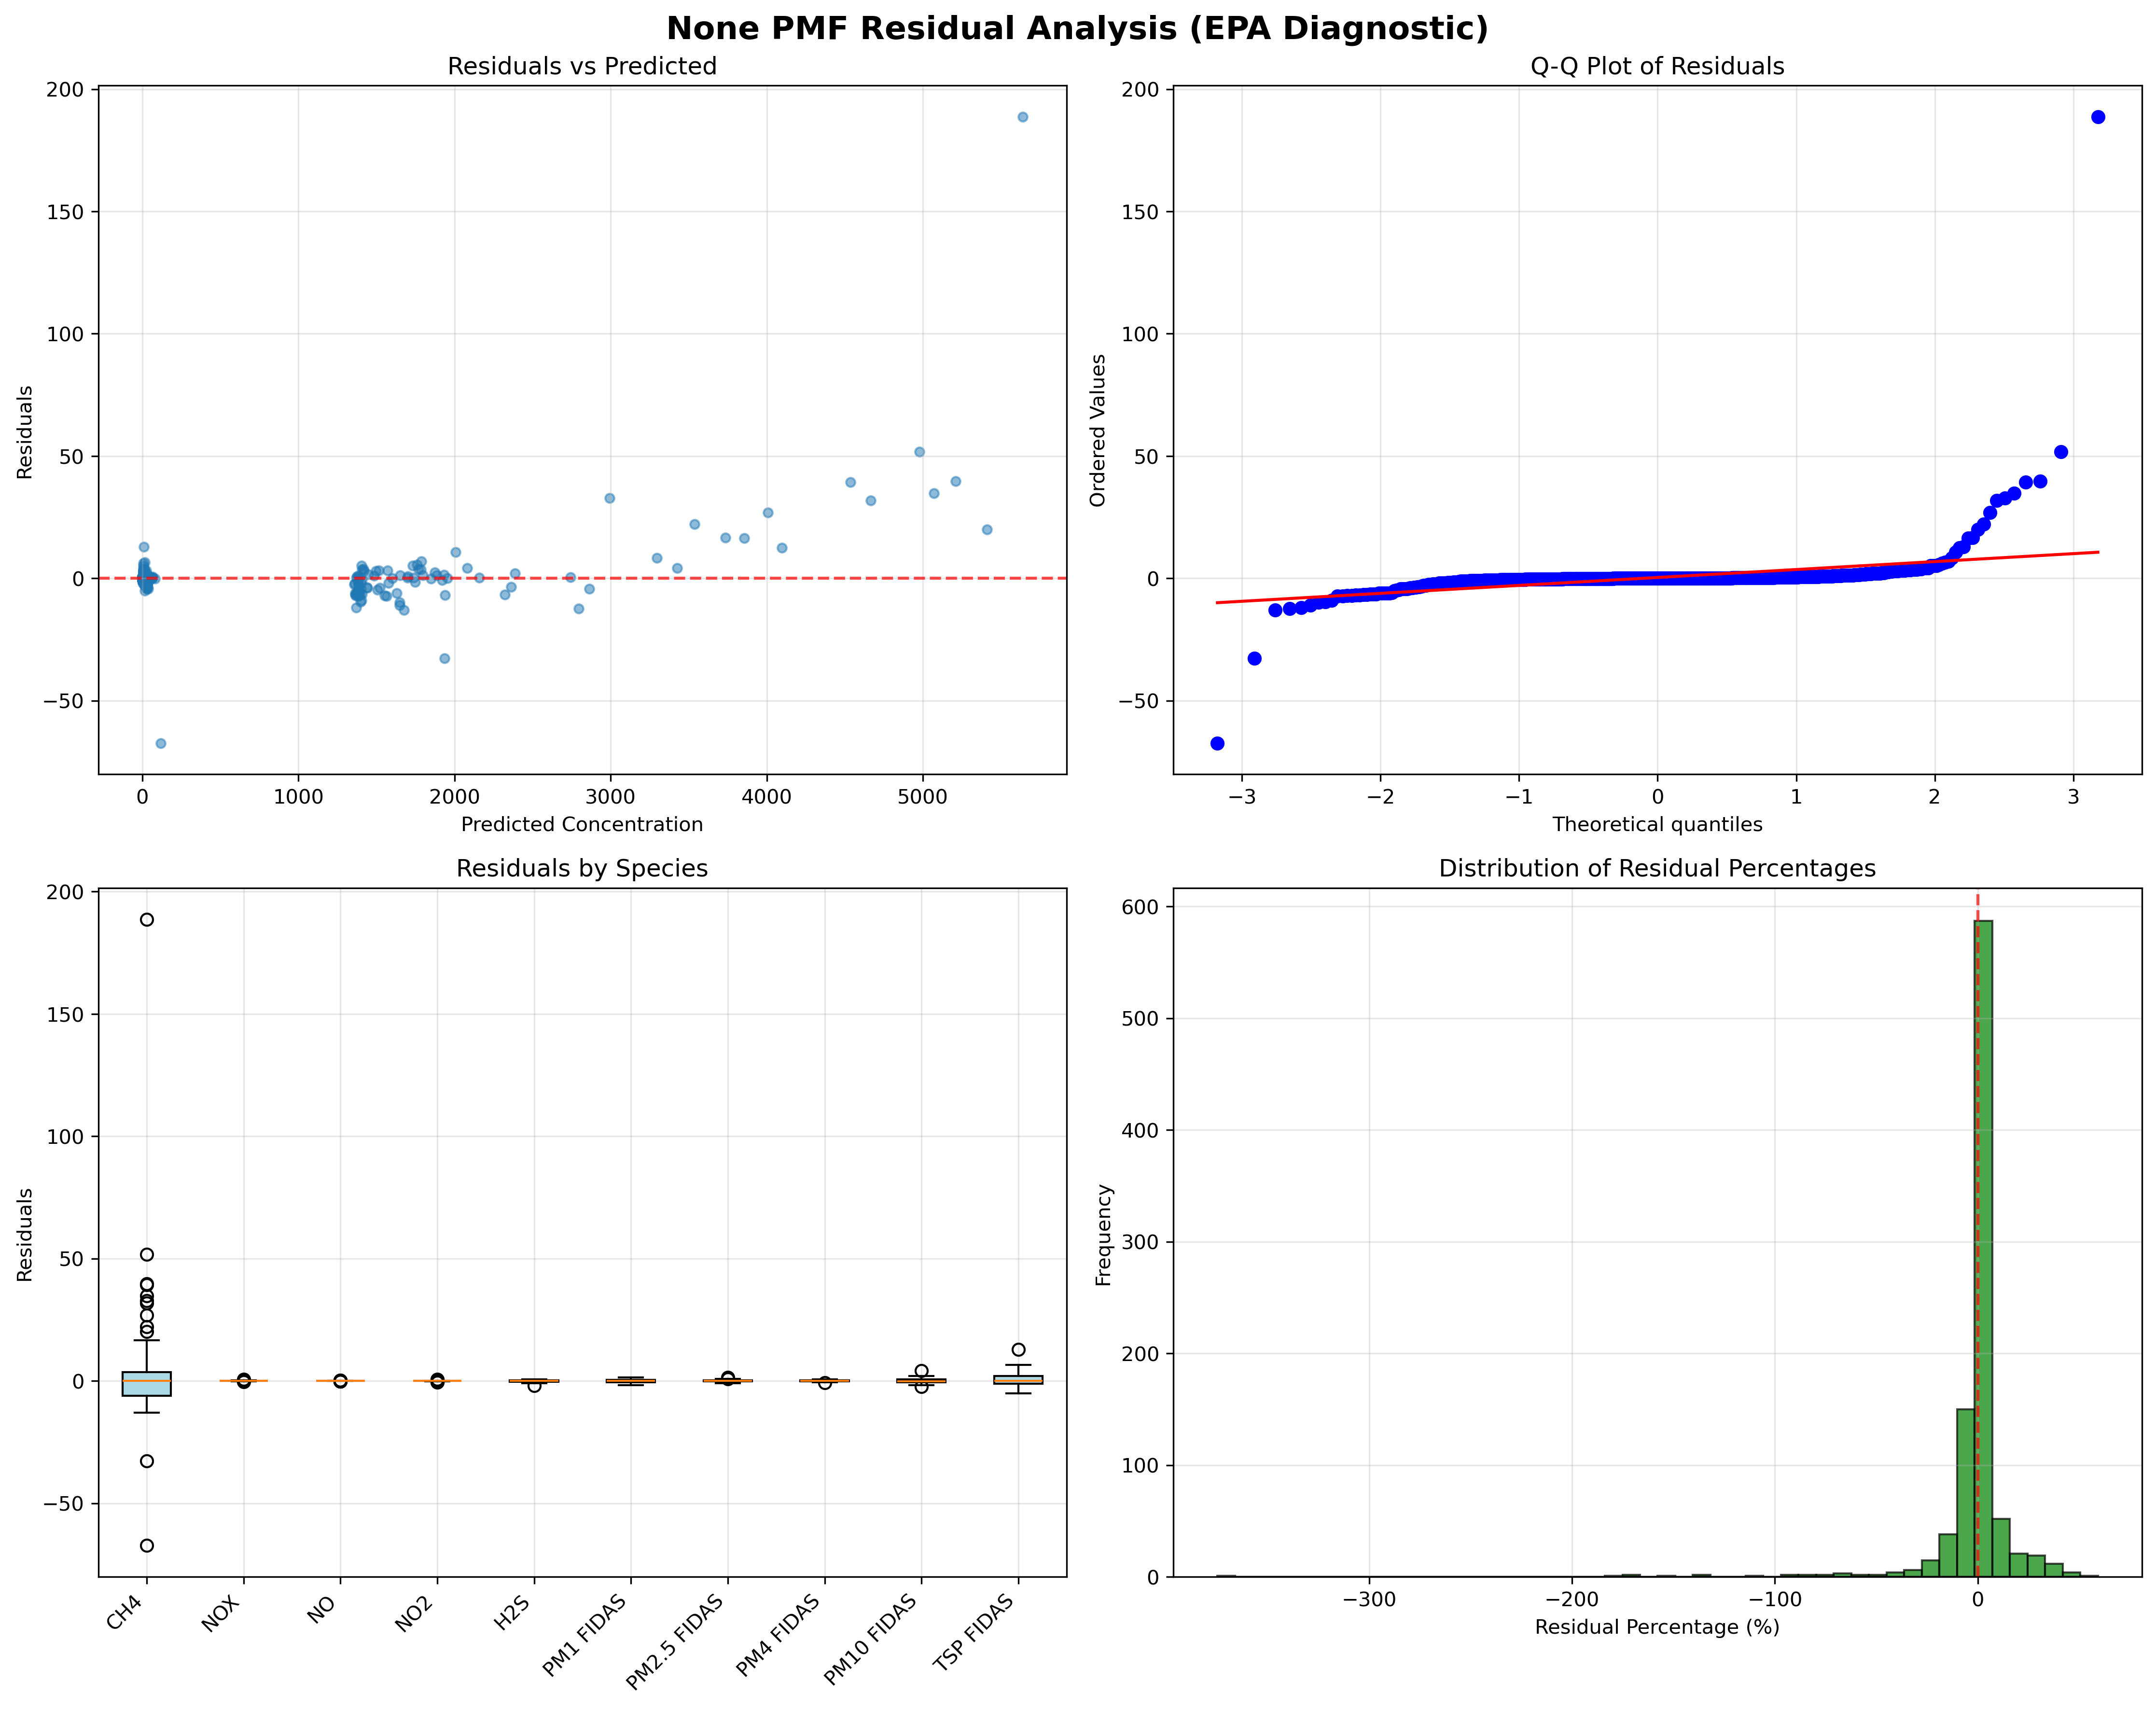 None PMF Residual Analysis (EPA Diagnostic)
Residuals vs Predicted
200
150
100
50
0
−50
Residuals
0 1000 2000 3000 4000 5000
Predicted Concentration
Q-Q Plot of Residuals
200
150
100
50
0
−50
Ordered Values
−3 −2 −1 0 1 2 3
Theoretical quantiles
Residuals by Species
200
150
100
50
0
−50
Residuals
CH4
NOX
NO
NO2
H2S
PM1 FIDAS
PM2.5 FIDAS
PM4 FIDAS
PM10 FIDAS
TSP FIDAS
Distribution of Residual Percentages
600
500
400
300
200
100
0
Frequency
−300 −200 −100 0
Residual Percentage (%)